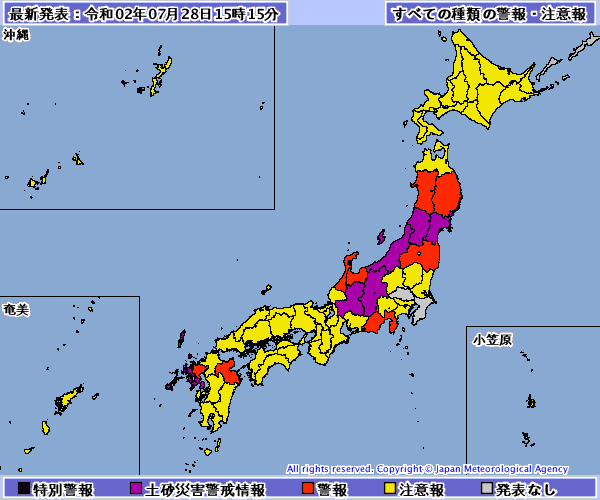 最新発表：令和02年07月28日15時15分
すべての種類の警報・注意報
沖縄
奄美
小笠原
All rights reserved. Copyright © Japan Meteorological Agency
特別警報
土砂災害警戒情報
警報
注意報
発表なし